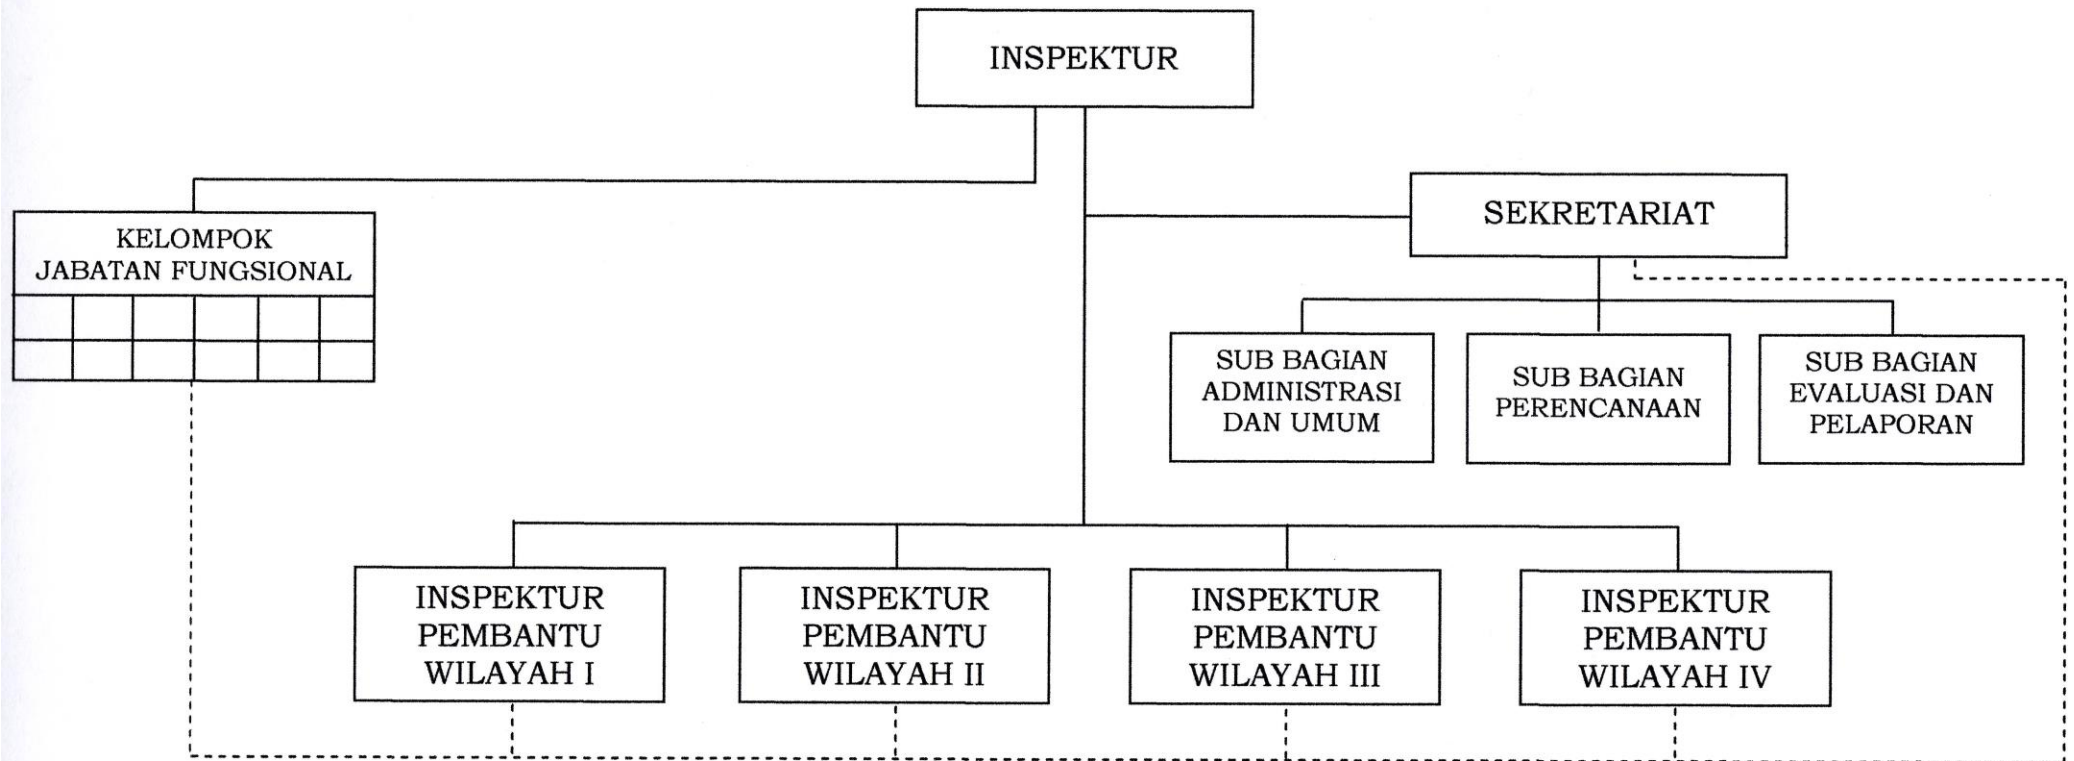 INSPEKTUR
SEKRETARIAT
KELOMPOK
JABATAN FUNGSIONAL
SUB BAGIAN
ADMINISTRASI
DAN UMUM
SUB BAGIAN
PERENCANAAN
SUB BAGIAN
EVALUASI DAN
PELAPORAN
INSPEKTUR
PEMBANTU
WILAYAH I
INSPEKTUR
PEMBANTU
WILAYAH II
INSPEKTUR
PEMBANTU
WILAYAH III
INSPEKTUR
PEMBANTU
WILAYAH IV